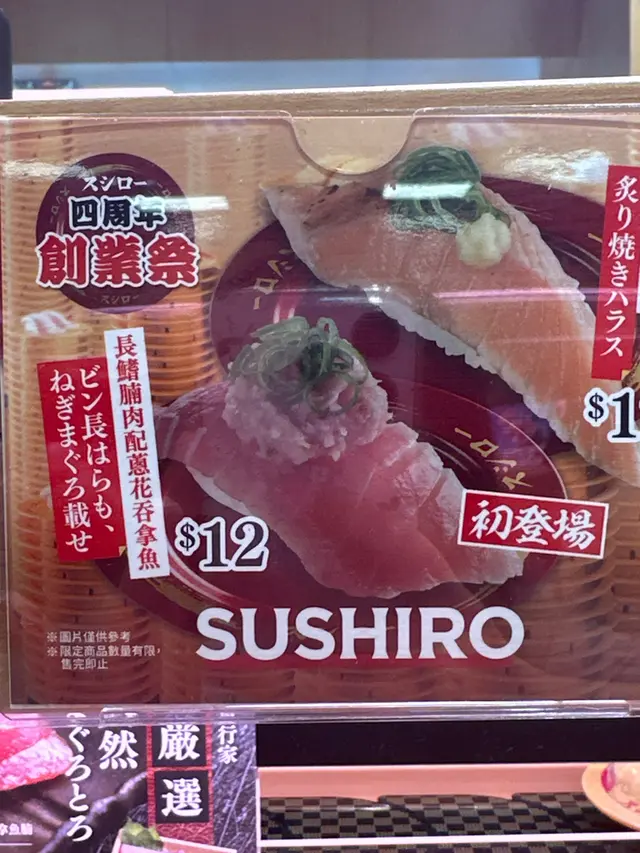 スシロー
四周年
創業祭
炙り焼きハラス
$1
長鰭腩肉配蔥花吞拿魚
ビン長はらも、
ねぎまぐろ載せ
$12
初登場
SUSHIRO
※圖片僅供參考
※限定商品數量有限，
售完即止
行家
嚴選
然
ぐろとろ